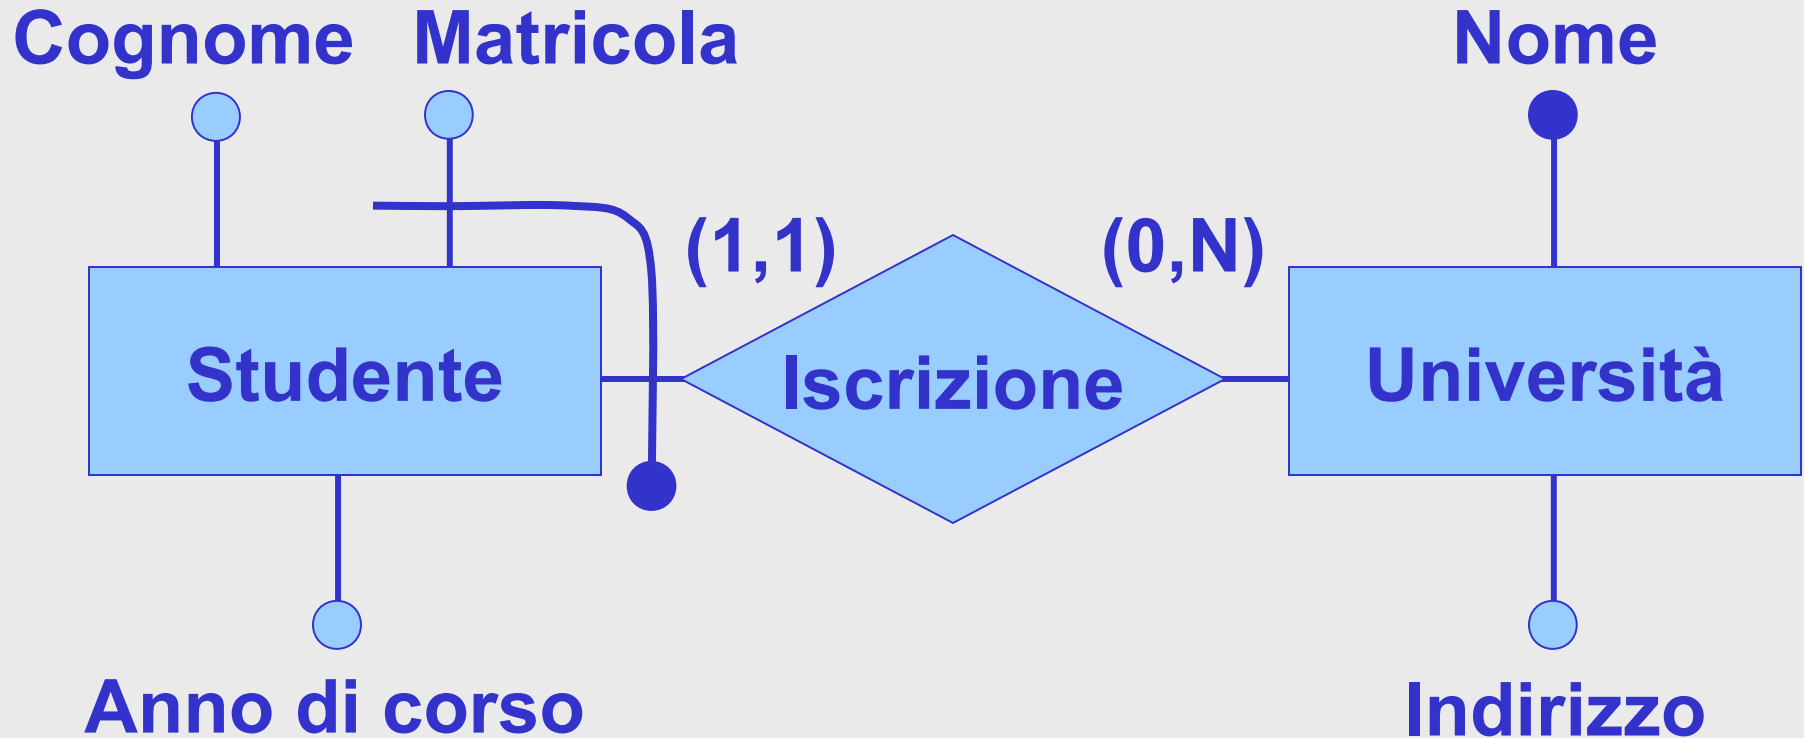 Cognome Matricola Nome
(1,1) (0,N)
Studente Iscrizione Università
Anno di corso Indirizzo